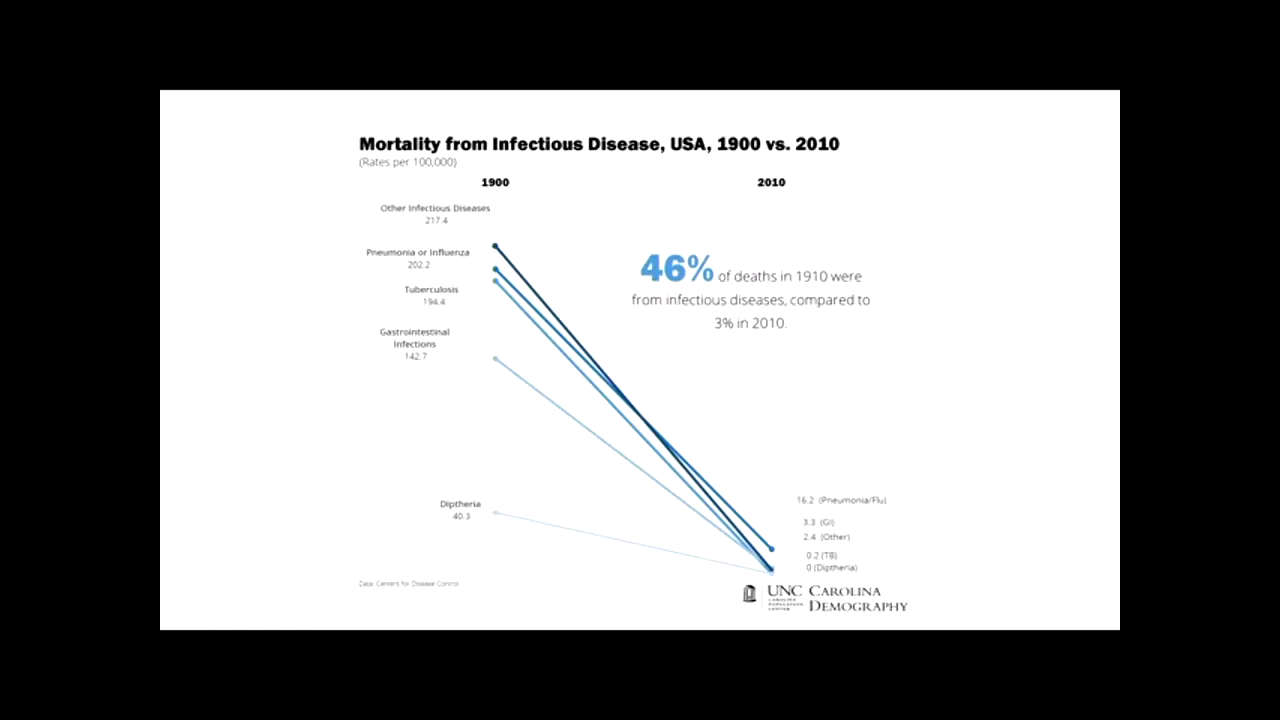 Mortality from Infectious Disease, USA, 1900 vs. 2010
(Rates per 100,000)
1900
2010
Other Infectious Diseases
217.4
Pneumonia or Influenza
202.2
Tuberculosis
194.4
Gastrointestinal
Infections
142.7
Diptheria
40.3
46% of deaths in 1910 were
from infectious diseases, compared to
3% in 2010.
16.2 (Pneumonia/Flu)
3.3 (GI)
2.4 (Other)
0.2 (TB)
0 (Diptheria)
Data: Centers for Disease Control
UNC
CAROLINA
POPULATION
CENTER
CAROLINA
DEMOGRAPHY